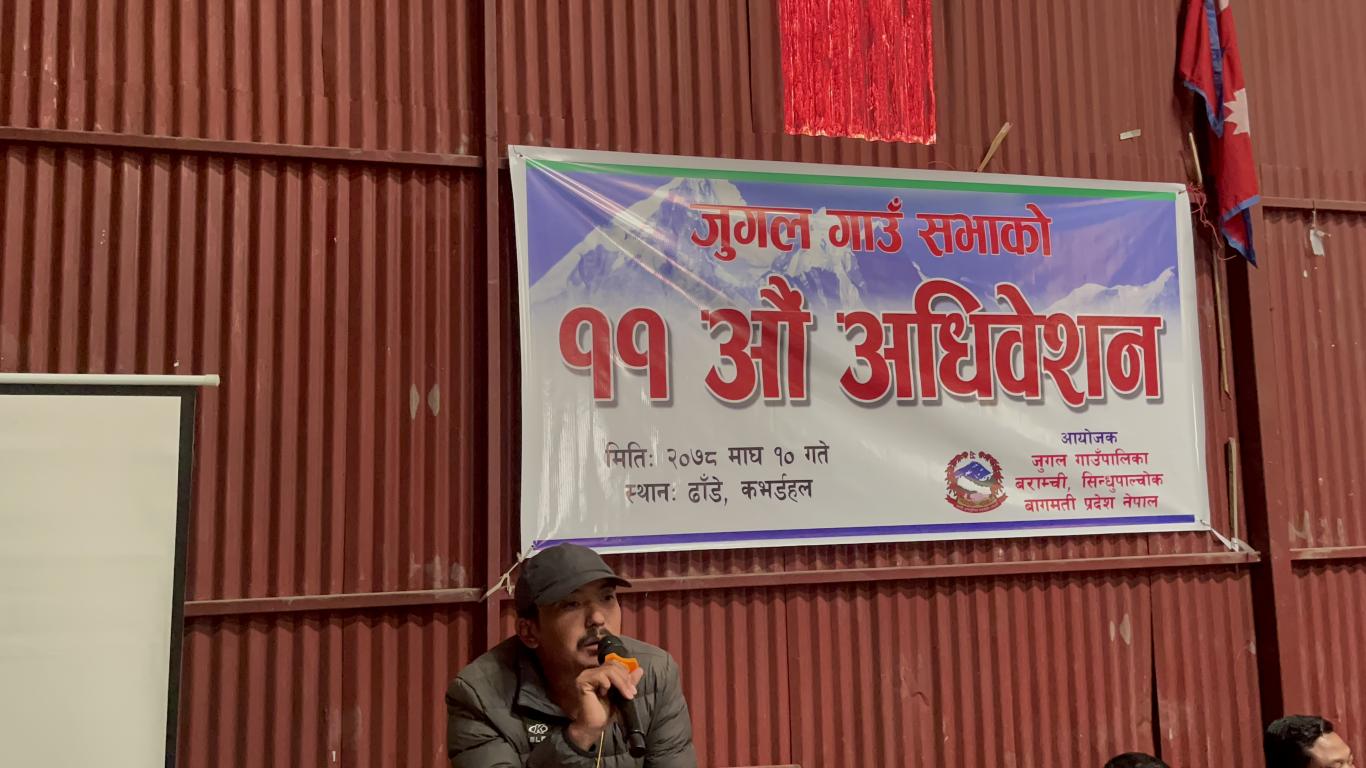 जुगल गाउँ सभाको
११ औं अधिवेशन
मिति: २०७८ माघ १० गते
स्थान: ढाँडे, कभर्डहल
आयोजक
जुगल गाउँपालिका
बराम्ची, सिन्धुपाल्चोक
बागमती प्रदेश नेपाल